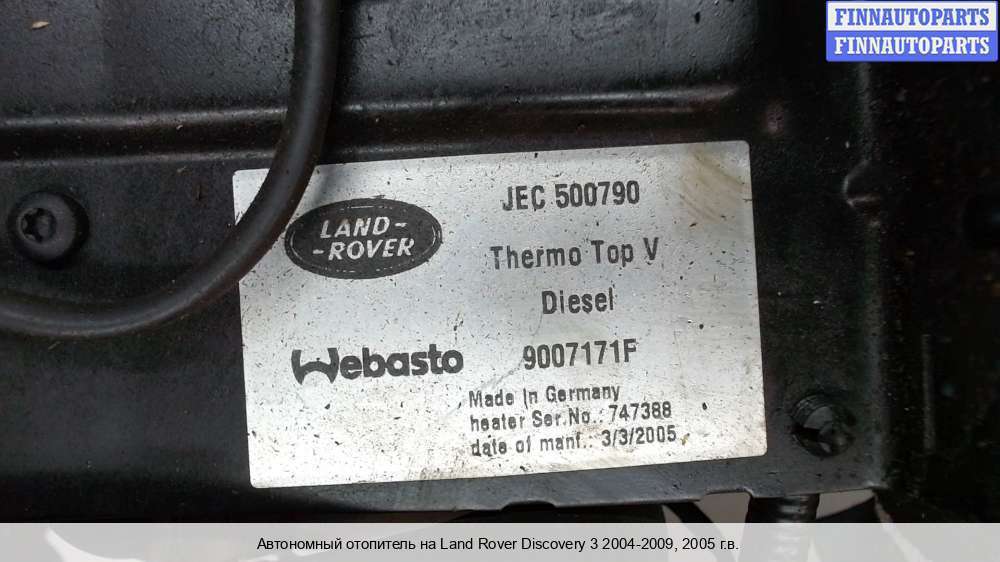 FINNAUTOPARTS
FINNAUTOPARTS
JEC 500790
LAND-
-ROVER
Thermo Top V
Diesel
Webasto
9007171F
Made in Germany
heater Ser.No.: 747388
date of manf.: 3/3/2005
Автономный отопитель на Land Rover Discovery 3 2004-2009, 2005 г.в.